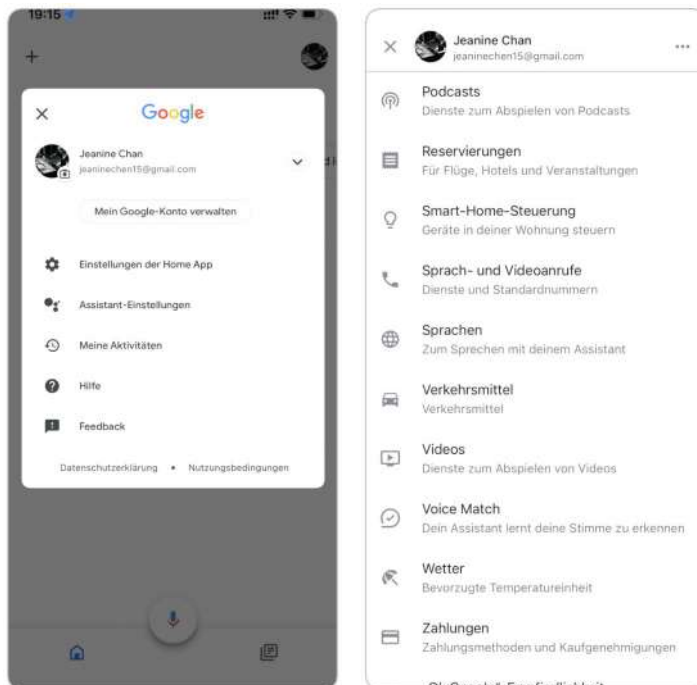 19:15
Google
Jeanine Chan
jeaninechen15@gmail.com
Mein Google-Konto verwalten
Einstellungen der Home App
Assistant-Einstellungen
Meine Aktivitäten
Hilfe
Feedback
Datenschutzerklärung • Nutzungsbedingungen
Jeanine Chan
jeaninechen15@gmail.com
Podcasts
Dienste zum Abspielen von Podcasts
Reservierungen
Für Flüge, Hotels und Veranstaltungen
Smart-Home-Steuerung
Geräte in deiner Wohnung steuern
Sprach- und Videoanrufe
Dienste und Standardnummern
Sprachen
Zum Sprechen mit deinem Assistant
Verkehrsmittel
Verkehrsmittel
Videos
Dienste zum Abspielen von Videos
Voice Match
Dein Assistant lernt deine Stimme zu erkennen
Wetter
Bevorzugte Temperatureinheit
Zahlungen
Zahlungsmethoden und Kaufgenehmigungen